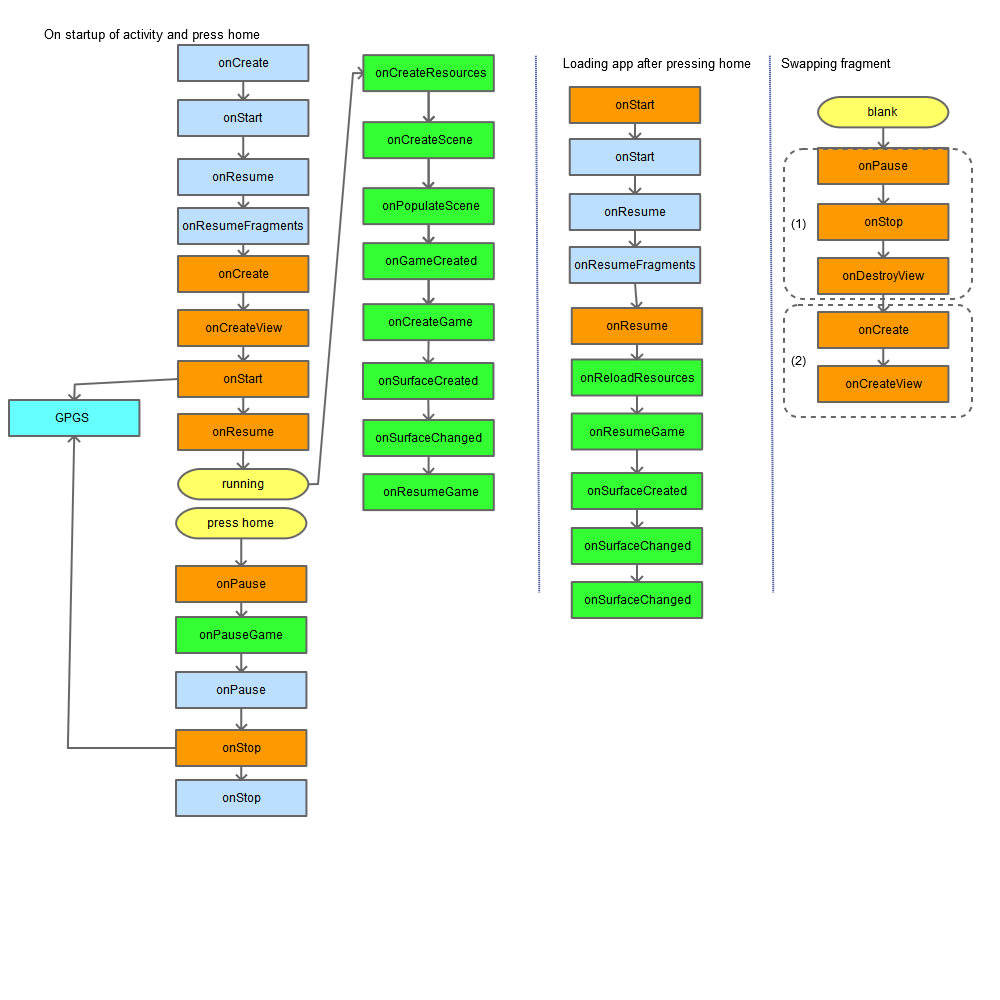 On startup of activity and press home
onCreate
onStart
onResume
onResumeFragments
onCreate
onCreateView
onStart
GPGS
onResume
running
press home
onPause
onPauseGame
onPause
onStop
onStop
onCreateResources
onCreateScene
onPopulateScene
onGameCreated
onCreateGame
onSurfaceCreated
onSurfaceChanged
onResumeGame
Loading app after pressing home
onStart
onStart
onResume
onResumeFragments
onResume
onReloadResources
onResumeGame
onSurfaceCreated
onSurfaceChanged
onSurfaceChanged
Swapping fragment
blank
(1)
onPause
onStop
onDestroyView
(2)
onCreate
onCreateView